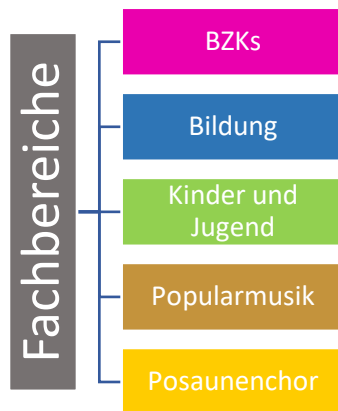 Fachbereiche
BZKs
Bildung
Kinder und
Jugend
Popularmusik
Posaunenchor